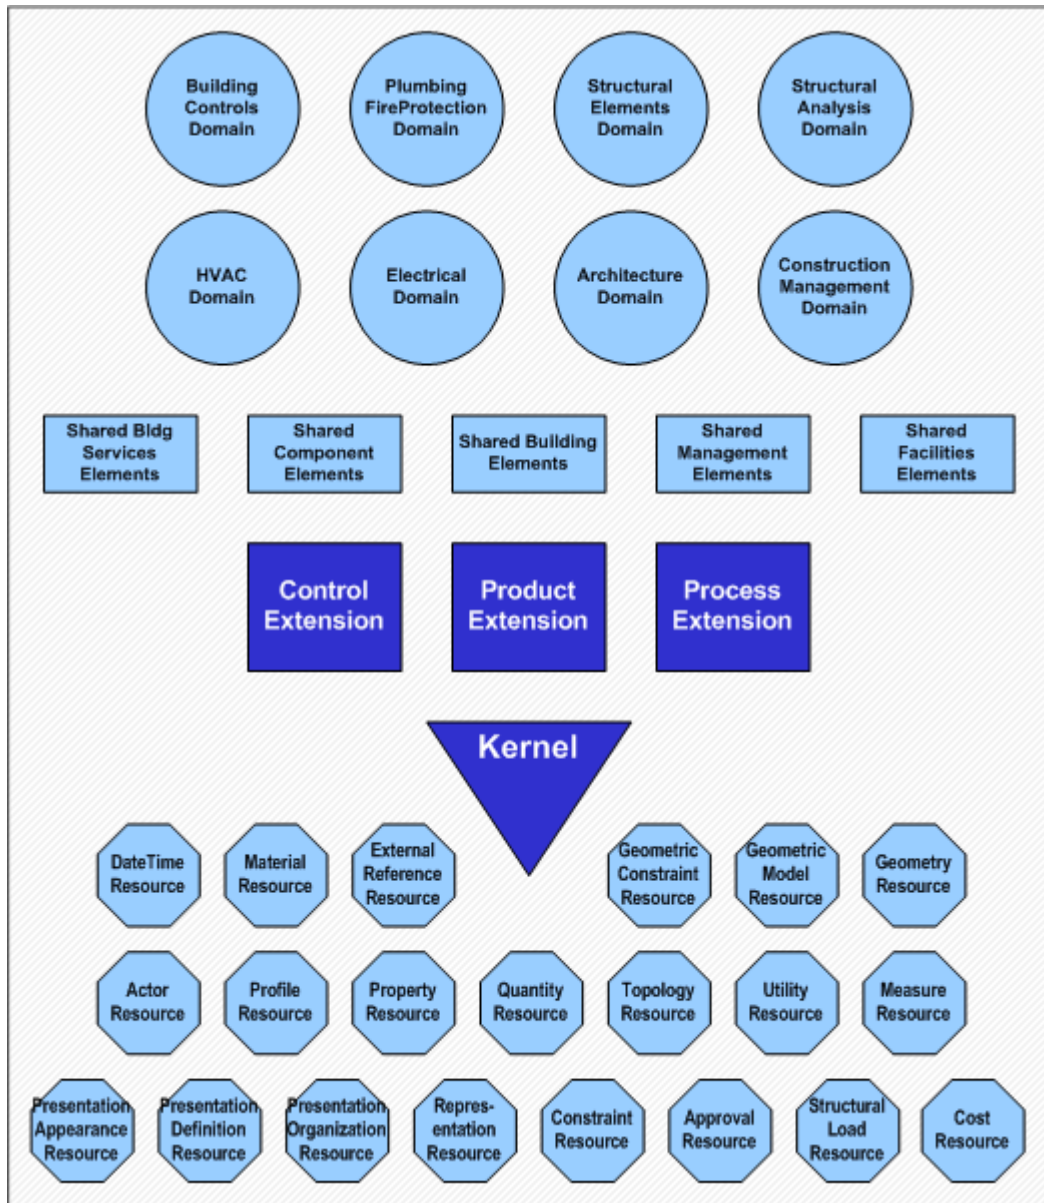 Building
Controls
Domain
Plumbing
FireProtection
Domain
Structural
Elements
Domain
Structural
Analysis
Domain
HVAC
Domain
Electrical
Domain
Architecture
Domain
Construction
Management
Domain
Shared Bldg
Services
Elements
Shared
Component
Elements
Shared Building
Elements
Shared
Management
Elements
Shared
Facilities
Elements
Control
Extension
Product
Extension
Process
Extension
Kernel
DateTime
Resource
Material
Resource
External
Reference
Resource
Geometric
Constraint
Resource
Geometric
Model
Resource
Geometry
Resource
Actor
Resource
Profile
Resource
Property
Resource
Quantity
Resource
Topology
Resource
Utility
Resource
Measure
Resource
Presentation
Appearance
Resource
Presentation
Definition
Resource
Presentation
Organization
Resource
Repres-
entation
Resource
Constraint
Resource
Approval
Resource
Structural
Load
Resource
Cost
Resource